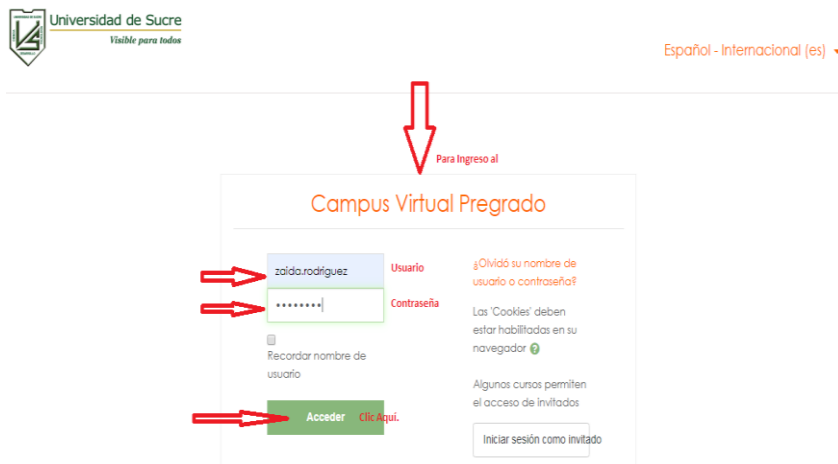 Universidad de Sucre
Visible para todos
Español - Internacional (es)
Para Ingreso al
Campus Virtual Pregrado
zaida.rodriguez
Usuario
••••••••
Contraseña
Recordar nombre de
usuario
Acceder
Clic Aqui.
¿Olvidó su nombre de
usuario o contraseña?
Las 'Cookies' deben
estar habilitadas en su
navegador
Algunos cursos permiten
el acceso de invitados
Iniciar sesión como invitado